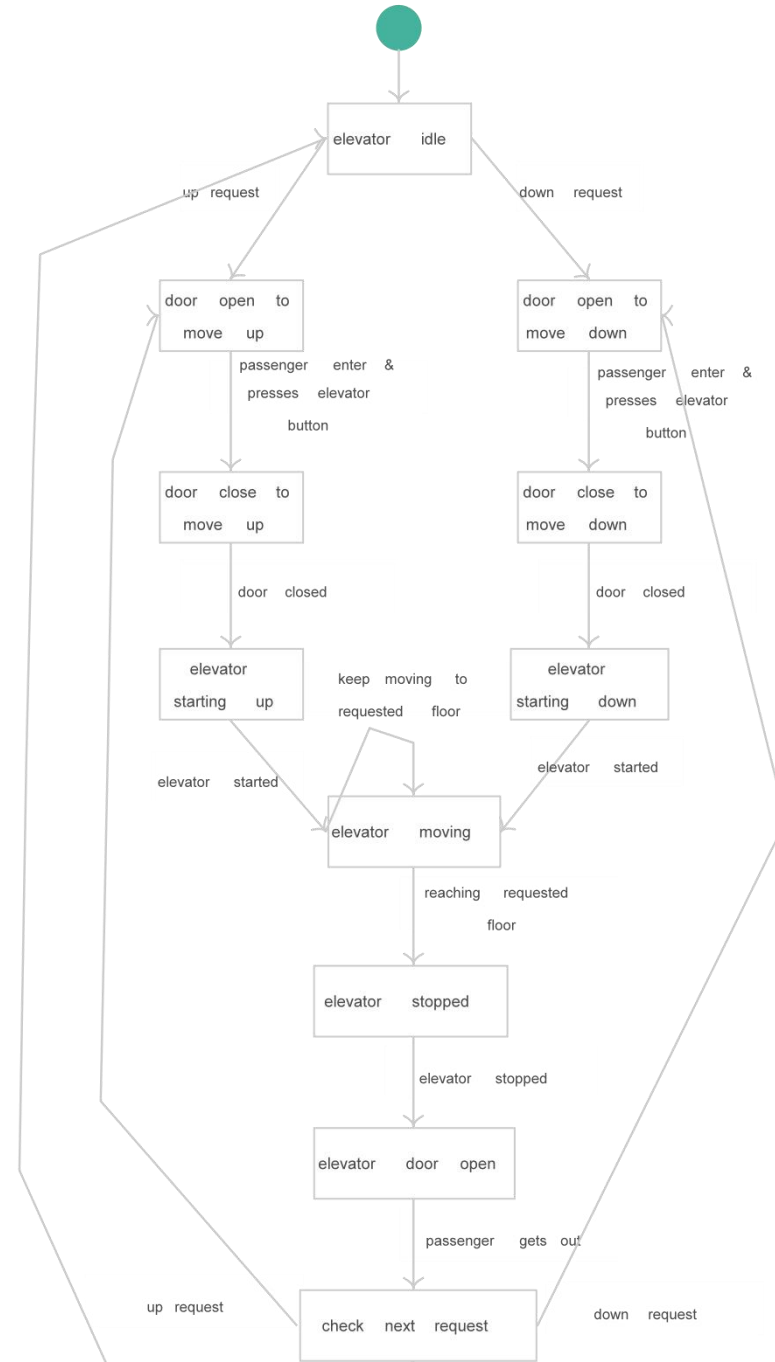 elevator idle
up request
down request
door open to
move up
door open to
move down
passenger enter &
presses elevator
button
passenger enter &
presses elevator
button
door close to
move up
door close to
move down
door closed
door closed
elevator
starting up
keep moving to
requested floor
elevator
starting down
elevator started
elevator started
elevator moving
reaching requested
floor
elevator stopped
elevator stopped
elevator door open
passenger gets out
up request
check next request
down request